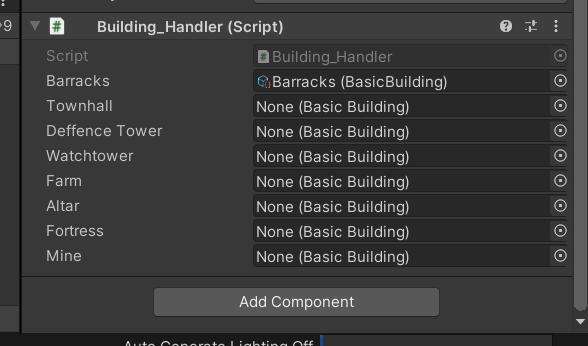 9
Building_Handler (Script)
Script Building_Handler
Barracks Barracks (BasicBuilding)
Townhall None (Basic Building)
Deffence Tower None (Basic Building)
Watchtower None (Basic Building)
Farm None (Basic Building)
Altar None (Basic Building)
Fortress None (Basic Building)
Mine None (Basic Building)
Add Component
Auto Generate Lighting Off